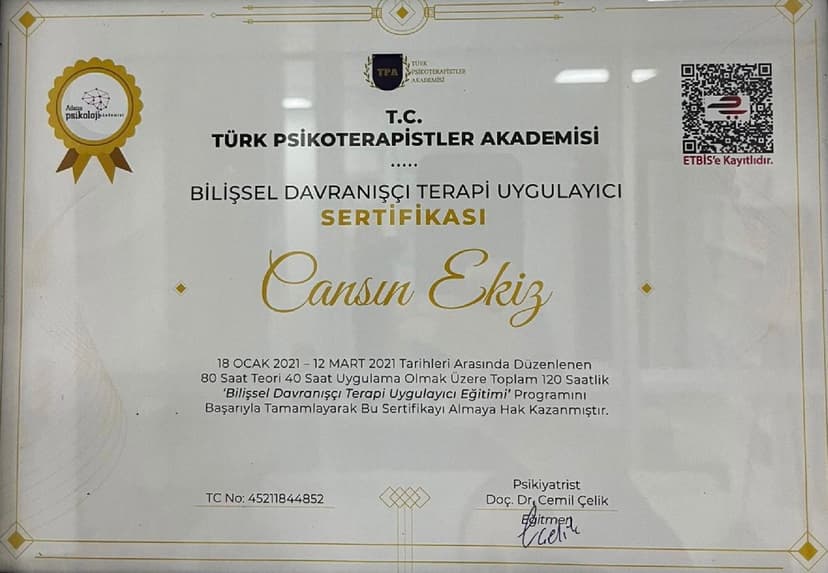 Adana
psikoloji akademisi
TPA
TÜRK
PSİKOTERAPİSTLER
AKADEMİSİ
T.C.
TÜRK PSİKOTERAPİSTLER AKADEMİSİ
.....
ETBİS'e Kayıtlıdır.
BİLİŞSEL DAVRANIŞÇI TERAPİ UYGULAYICI
SERTİFİKASI
Cansın Ekiz
18 OCAK 2021 – 12 MART 2021 Tarihleri Arasında Düzenlenen
80 Saat Teori 40 Saat Uygulama Olmak Üzere Toplam 120 Saatlik
'Bilişsel Davranışçı Terapi Uygulayıcı Eğitimi' Programını
Başarıyla Tamamlayarak Bu Sertifikayı Almaya Hak Kazanmıştır.
TC No: 45211844852
Psikiyatrist
Doç. Dr. Cemil Çelik
Eğitmen